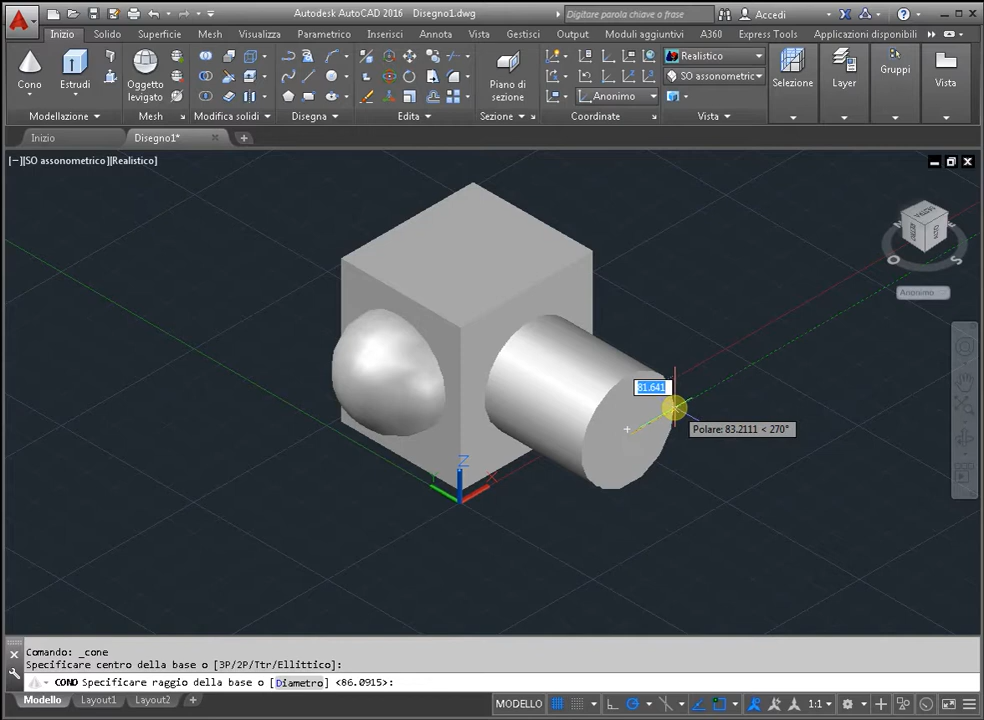 Autodesk AutoCAD 2016 Disegno1.dwg
Digitare parola chiave o frase
Accedi
Inizio Solido Superficie Mesh Visualizza Parametrico Inserisci Annota Vista Gestisci Output Moduli aggiuntivi A360 Express Tools Applicazioni disponibili
Realistico
SO assonometric
Anonimo
Cono Estrudi Oggetto levigato Piano di sezione Selezione Layer Gruppi Vista
Modellazione Mesh Modifica solidi Disegna Edita Sezione Coordinate Vista
Inizio Disegno1*
[−][SO assonometrico][Realistico]
O S
Anonimo
81.641
Polare: 83.2111 < 270°
Z
X
Comando: _cone
Specificare centro della base o [3P/2P/Ttr/Ellittico]:
CONO Specificare raggio della base o [Diametro] <86.0915>:
Modello Layout1 Layout2 +
MODELLO 1:1